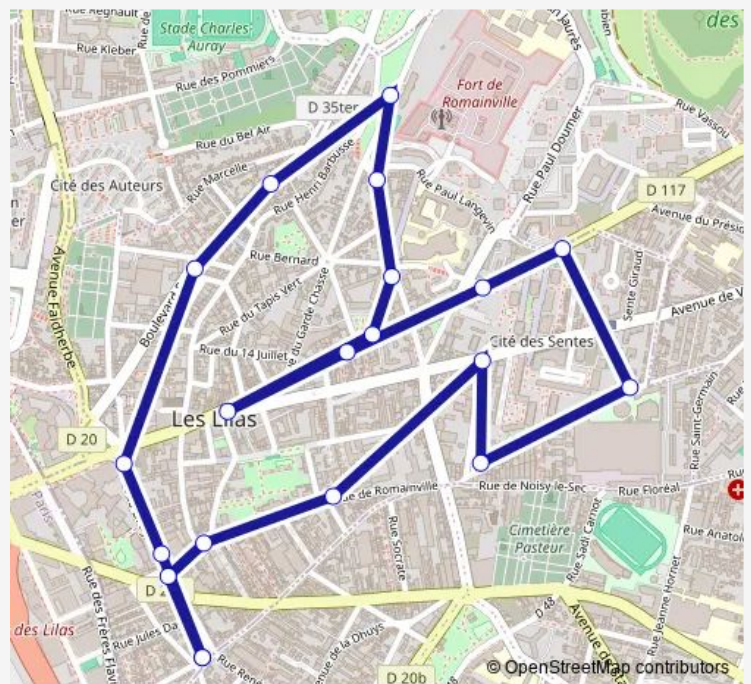 Rue Regnault
Stade Charles-
Auray
des
Rue Kleber
Rue des Pommiers
Fort de
Romainville
D 35ter
Rue Vassou
Rue du Bel Air
Rue Paul Doumer
Rue Marcelle
Rue Henri Barbusse
Cité des Auteurs
Rue Paul Langevin
D 117
Avenue du Prési
Avenue Faidherbe
Rue Bernard
Sente Giraud
Rue du Tapis Vert
du Garde Chasse
Avenue de V
Boulevard
Rue du 14 Juillet
Cité des Sentes
Les Lilas
D 20
Rue Saint-Germain
Rue de Romainville
Rue de Noisy-le-Sec
Rue Floréal
Paris
Rue Socrate
Cimetière
Pasteur
Rue Sadi Carnot
Rue Anatol
Rue Jeanne Hornet
Rue des Frères Flav
D 48
des Lilas
Rue Jules Da
Rue René
de la Dhuys
D 20b
© OpenStreetMap contributors